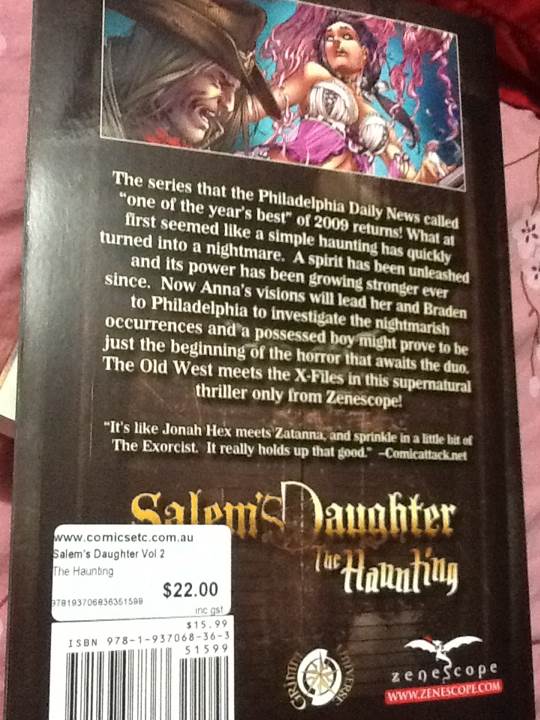 The series that the Philadelphia Daily News called
"one of the year's best" of 2009 returns! What at
first seemed like a simple haunting has quickly
turned into a nightmare. A spirit has been unleashed
and its power has been growing stronger ever
since. Now Anna's visions will lead her and Braden
to Philadelphia to investigate the nightmarish
occurrences and a possessed boy might prove to be
just the beginning of the horror that awaits the duo.
The Old West meets the X-Files in this supernatural
thriller only from Zenescope!
"It's like Jonah Hex meets Zatanna, and sprinkle in a little bit of
The Exorcist. It really holds up that good." -Comicattack.net
Salem's Daughter
The Haunting
www.comicsetc.com.au
Salem's Daughter Vol 2
The Haunting
$22.00
97819370683636 1599
inc gst
$15.99
ISBN 978-1-937068-36-3
51599
GRIMM UNIVERSE
zenescope
WWW.ZENESCOPE.COM